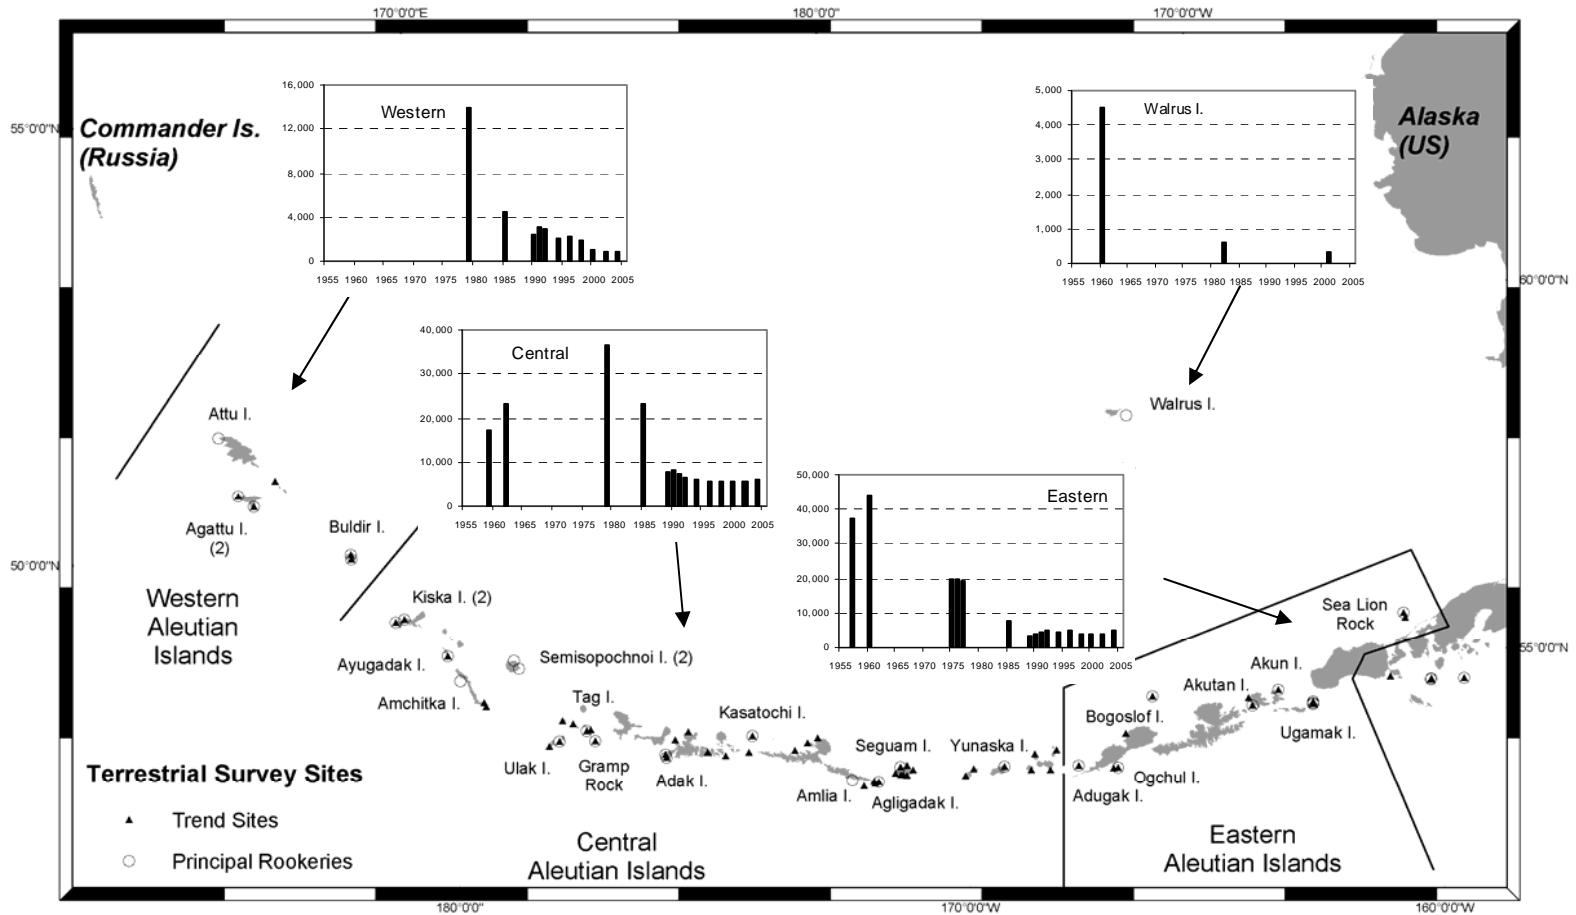 170°0'0"E
180°0'0"
170°0'0"W
55°0'0"N
Commander Is.
(Russia)
Alaska
(US)
16,000
12,000
8,000
4,000
0
Western
1955 1960 1965 1970 1975 1980 1985 1990 1995 2000 2005
5,000
4,000
3,000
2,000
1,000
0
Walrus I.
1955 1960 1965 1970 1975 1980 1985 1990 1995 2000 2005
60°0'0"N
40,000
30,000
20,000
10,000
0
Central
1955 1960 1965 1970 1975 1980 1985 1990 1995 2000 2005
Walrus I.
Attu I.
Agattu I.
(2)
Buldir I.
50,000
40,000
30,000
20,000
10,000
0
Eastern
1955 1960 1965 1970 1975 1980 1985 1990 1995 2000 2005
50°0'0"N
55°0'0"N
Western
Aleutian
Islands
Kiska I. (2)
Ayugadak I.
Semisopochnoi I. (2)
Amchitka I.
Tag I.
Kasatochi I.
Ulak I.
Gramp
Rock
Adak I.
Seguam I.
Yunaska I.
Amlia I.
Agligadak I.
Sea Lion
Rock
Akun I.
Akutan I.
Bogoslof I.
Ugamak I.
Ogchul I.
Adugak I.
Terrestrial Survey Sites
Trend Sites
Principal Rookeries
Central
Aleutian Islands
Eastern
Aleutian Islands
180°0'0"
170°0'0"W
160°0'0"W